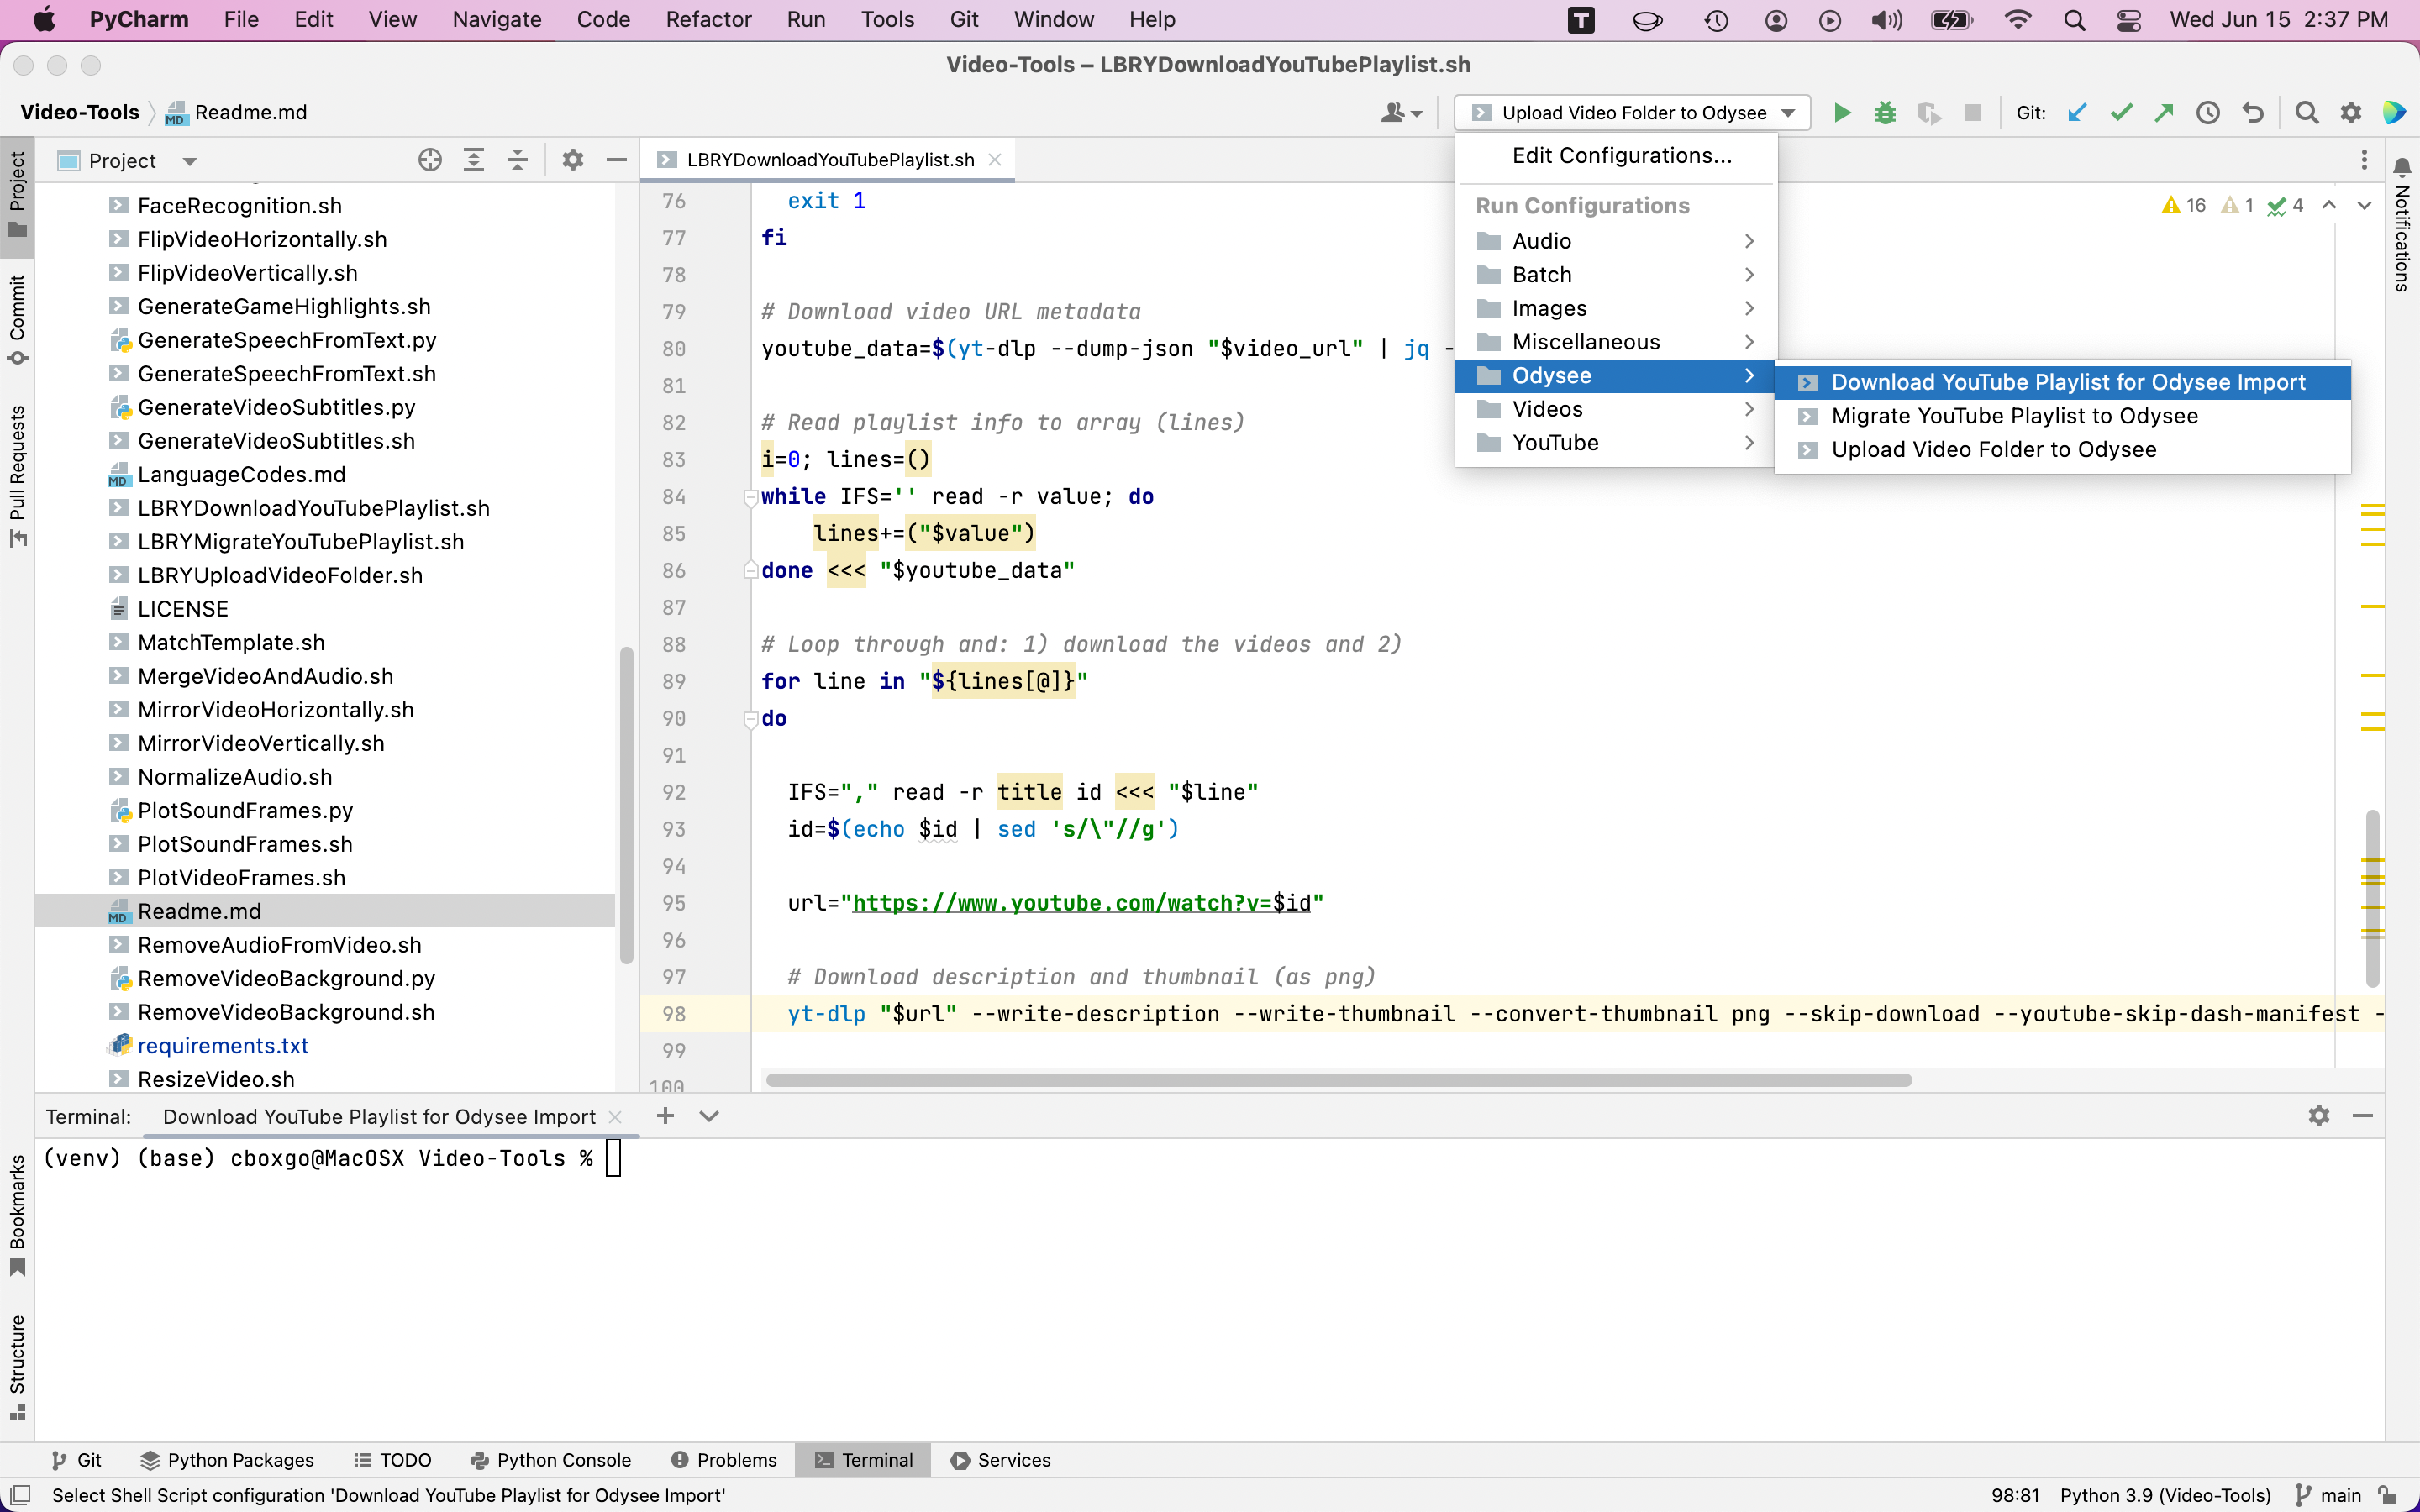 PyCharm File Edit View Navigate Code Refactor Run Tools Git Window Help T Wed Jun 15 2:37 PM
Video-Tools – LBRYDownloadYouTubePlaylist.sh
Video-Tools Readme.md Upload Video Folder to Odysee Git:
Project
LBRYDownloadYouTubePlaylist.sh
Edit Configurations...
Run Configurations
Audio
Batch
Images
Miscellaneous
Odysee
Videos
YouTube
Download YouTube Playlist for Odysee Import
Migrate YouTube Playlist to Odysee
Upload Video Folder to Odysee
16 1 4
Project
Commit
Pull Requests
Bookmarks
Structure
Notifications
FaceRecognition.sh
FlipVideoHorizontally.sh
FlipVideoVertically.sh
GenerateGameHighlights.sh
GenerateSpeechFromText.py
GenerateSpeechFromText.sh
GenerateVideoSubtitles.py
GenerateVideoSubtitles.sh
LanguageCodes.md
LBRYDownloadYouTubePlaylist.sh
LBRYMigrateYouTubePlaylist.sh
LBRYUploadVideoFolder.sh
LICENSE
MatchTemplate.sh
MergeVideoAndAudio.sh
MirrorVideoHorizontally.sh
MirrorVideoVertically.sh
NormalizeAudio.sh
PlotSoundFrames.py
PlotSoundFrames.sh
PlotVideoFrames.sh
Readme.md
RemoveAudioFromVideo.sh
RemoveVideoBackground.py
RemoveVideoBackground.sh
requirements.txt
ResizeVideo.sh
76 exit 1
77 fi
78
79 # Download video URL metadata
80 youtube_data=$(yt-dlp --dump-json "$video_url" | jq -
81
82 # Read playlist info to array (lines)
83 i=0; lines=()
84 while IFS='' read -r value; do
85 lines+=("$value")
86 done <<< "$youtube_data"
87
88 # Loop through and: 1) download the videos and 2)
89 for line in "${lines[@]}"
90 do
91
92 IFS="," read -r title id <<< "$line"
93 id=$(echo $id | sed 's/\"//g')
94
95 url="https://www.youtube.com/watch?v=$id"
96
97 # Download description and thumbnail (as png)
98 yt-dlp "$url" --write-description --write-thumbnail --convert-thumbnail png --skip-download --youtube-skip-dash-manifest -
99
100
Terminal: Download YouTube Playlist for Odysee Import
(venv) (base) cboxgo@MacOSX Video-Tools %
Git Python Packages TODO Python Console Problems Terminal Services
Select Shell Script configuration 'Download YouTube Playlist for Odysee Import' 98:81 Python 3.9 (Video-Tools) main